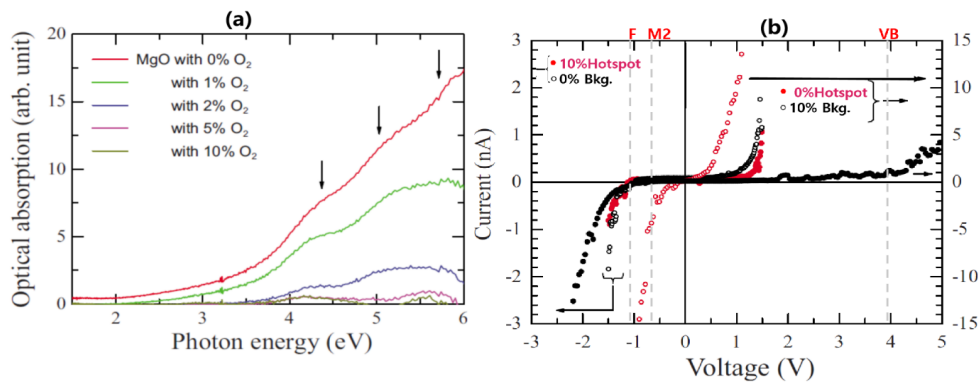 (a)
20
15
10
5
0
Optical absorption (arb. unit)
MgO with 0% O₂
with 1% O₂
with 2% O₂
with 5% O₂
with 10% O₂
2 3 4 5 6
Photon energy (eV)
(b)
F M2 VB
3
2
1
0
-1
-2
-3
Current (nA)
10%Hotspot
0% Bkg.
0%Hotspot
10% Bkg.
15
10
5
0
-5
-10
-15
-3 -2 -1 0 1 2 3 4 5
Voltage (V)